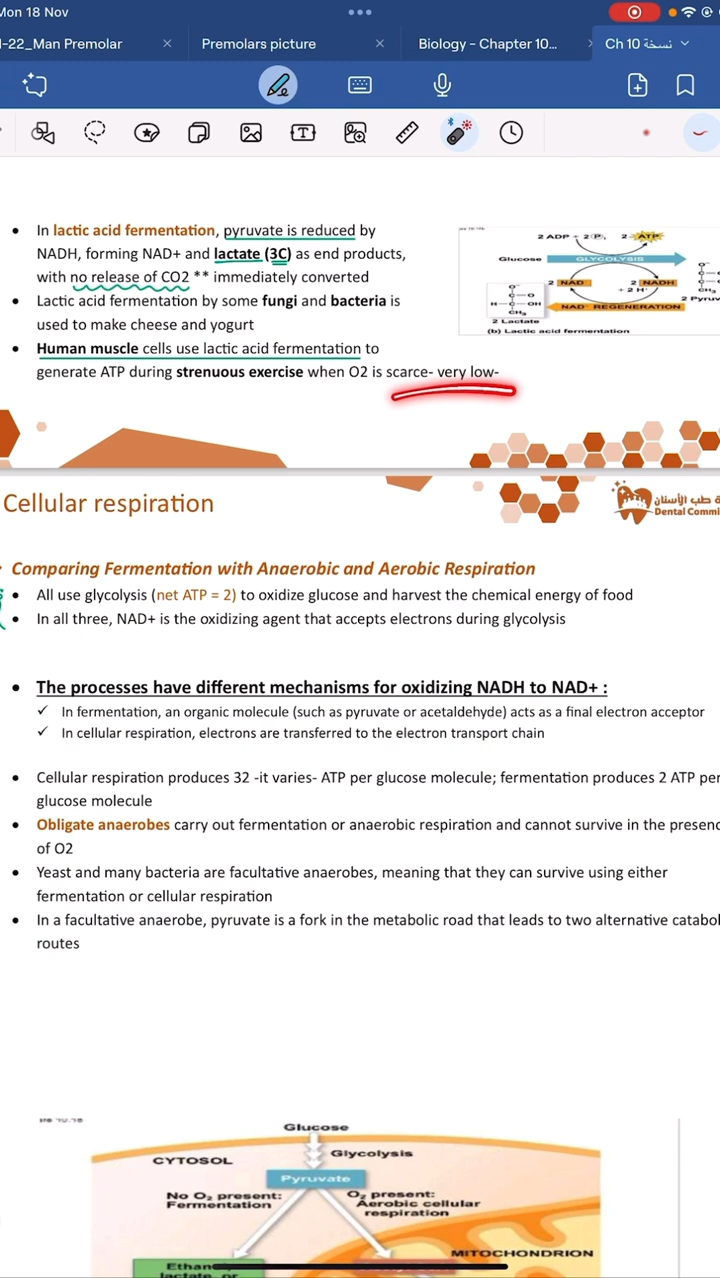 Mon 18 Nov
I-22_Man Premolar
Premolars picture
Biology - Chapter 10...
Ch 10 نسخة
In lactic acid fermentation, pyruvate is reduced by
NADH, forming NAD+ and lactate (3C) as end products,
with no release of CO2 ** immediately converted
Lactic acid fermentation by some fungi and bacteria is
used to make cheese and yogurt
Human muscle cells use lactic acid fermentation to
generate ATP during strenuous exercise when O2 is scarce- very low-
2 ADP + 2 P
2 ATP
Glucose
GLYCOLYSIS
2 NAD
2 NADH
+ 2 H+
NAD REGENERATION
2 Pyruv
2 Lactate
(b) Lactic acid fermentation
O-
C=O
H-C-OH
CH3
Cellular respiration
طب الأسنان
Dental Commi
Comparing Fermentation with Anaerobic and Aerobic Respiration
All use glycolysis (net ATP = 2) to oxidize glucose and harvest the chemical energy of food
In all three, NAD+ is the oxidizing agent that accepts electrons during glycolysis
The processes have different mechanisms for oxidizing NADH to NAD+ :
✓ In fermentation, an organic molecule (such as pyruvate or acetaldehyde) acts as a final electron acceptor
✓ In cellular respiration, electrons are transferred to the electron transport chain
Cellular respiration produces 32 -it varies- ATP per glucose molecule; fermentation produces 2 ATP per
glucose molecule
Obligate anaerobes carry out fermentation or anaerobic respiration and cannot survive in the presenc
of O2
Yeast and many bacteria are facultative anaerobes, meaning that they can survive using either
fermentation or cellular respiration
In a facultative anaerobe, pyruvate is a fork in the metabolic road that leads to two alternative catabol
routes
Glucose
CYTOSOL
Glycolysis
Pyruvate
No O2 present:
Fermentation
O2 present:
Aerobic cellular
respiration
MITOCHONDRION
Ethan
lactate, or